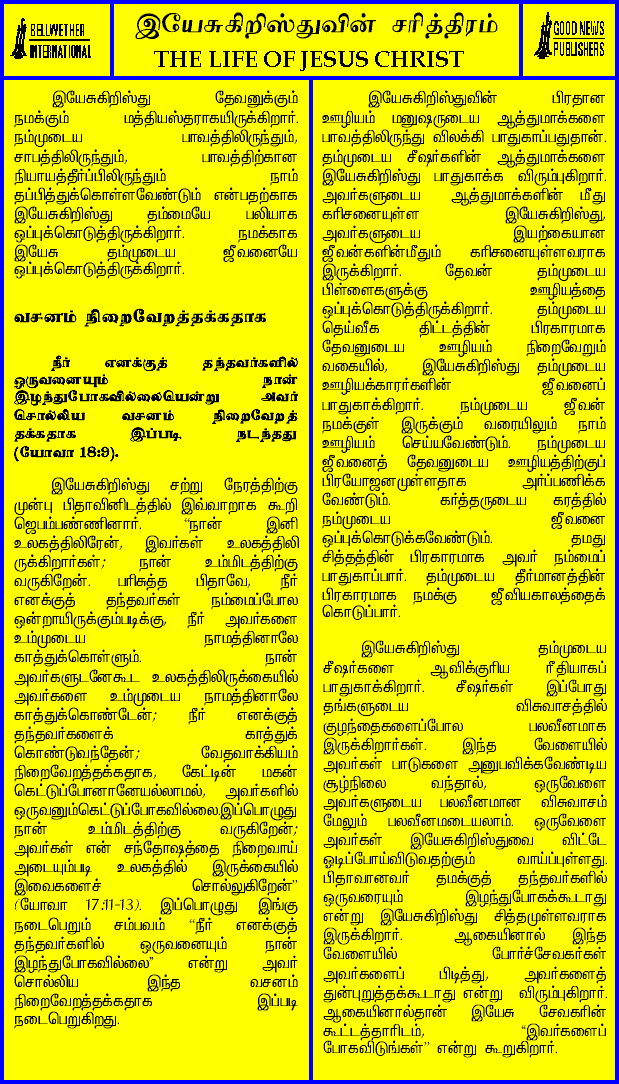 BELLWETHER
INTERNATIONAL
இயேசுகிறிஸ்துவின் சரித்திரம்
THE LIFE OF JESUS CHRIST
GOOD NEWS
PUBLISHERS
இயேசுகிறிஸ்து தேவனுக்கும்
நமக்கும் மத்தியஸ்தராகயிருக்கிறார்.
நம்முடைய பாவத்திலிருந்தும்,
சாபத்திலிருந்தும், பாவத்திற்கான
நியாயத்தீர்ப்பிலிருந்தும் நாம்
தப்பித்துக்கொள்ளவேண்டும் என்பதற்காக
இயேசுகிறிஸ்து தம்மையே பலியாக
ஒப்புக்கொடுத்திருக்கிறார். நமக்காக
இயேசு தம்முடைய ஜீவனையே
ஒப்புக்கொடுத்திருக்கிறார்.
வசனம் நிறைவேறத்தக்கதாக
நீர் எனக்குத் தந்தவர்களில்
ஒருவனையும் நான்
இழந்துபோகவில்லையென்று அவர்
சொல்லிய வசனம் நிறைவேறத்
தக்கதாக இப்படி நடந்தது
(யோவா 18:9).
இயேசுகிறிஸ்து சற்று நேரத்திற்கு
முன்பு பிதாவினிடத்தில் இவ்வாறாக கூறி
ஜெபம்பண்ணினார். “நான் இனி
உலகத்திலிரேன், இவர்கள் உலகத்திலி
ருக்கிறார்கள்; நான் உம்மிடத்திற்கு
வருகிறேன். பரிசுத்த பிதாவே, நீர்
எனக்குத் தந்தவர்கள் நம்மைப்போல
ஒன்றாயிருக்கும்படிக்கு, நீர் அவர்களை
உம்முடைய நாமத்தினாலே
காத்துக்கொள்ளும். நான்
அவர்களுடனேகூட உலகத்திலிருக்கையில்
அவர்களை உம்முடைய நாமத்தினாலே
காத்துக்கொண்டேன்; நீர் எனக்குத்
தந்தவர்களைக் காத்துக்
கொண்டுவந்தேன்; வேதவாக்கியம்
நிறைவேறத்தக்கதாக, கேட்டின் மகன்
கெட்டுப்போனானேயல்லாமல், அவர்களில்
ஒருவனும்கெட்டுப்போகவில்லை.இப்பொழுது
நான் உம்மிடத்திற்கு வருகிறேன்;
அவர்கள் என் சந்தோஷத்தை நிறைவாய்
அடையும்படி உலகத்தில் இருக்கையில்
இவைகளைச் சொல்லுகிறேன்”
(யோவா 17:11-13). இப்பொழுது இங்கு
நடைபெறும் சம்பவம் “நீர் எனக்குத்
தந்தவர்களில் ஒருவனையும் நான்
இழந்துபோகவில்லை” என்று அவர்
சொல்லிய இந்த வசனம்
நிறைவேறத்தக்கதாக இப்படி
நடைபெறுகிறது.
இயேசுகிறிஸ்துவின் பிரதான
ஊழியம் மனுஷருடைய ஆத்துமாக்களை
பாவத்திலிருந்து விலக்கி பாதுகாப்பதுதான்.
தம்முடைய சீஷர்களின் ஆத்துமாக்களை
இயேசுகிறிஸ்து பாதுகாக்க விரும்புகிறார்.
அவர்களுடைய ஆத்துமாக்களின் மீது
கரிசனையுள்ள இயேசுகிறிஸ்து,
அவர்களுடைய இயற்கையான
ஜீவன்களின்மீதும் கரிசனையுள்ளவராக
இருக்கிறார். தேவன் தம்முடைய
பிள்ளைகளுக்கு ஊழியத்தை
ஒப்புக்கொடுத்திருக்கிறார். தம்முடைய
தெய்வீக திட்டத்தின் பிரகாரமாக
தேவனுடைய ஊழியம் நிறைவேறும்
வகையில், இயேசுகிறிஸ்து தம்முடைய
ஊழியக்காரர்களின் ஜீவனைப்
பாதுகாக்கிறார். நம்முடைய ஜீவன்
நமக்குள் இருக்கும் வரையிலும் நாம்
ஊழியம் செய்யவேண்டும். நம்முடைய
ஜீவனைத் தேவனுடைய ஊழியத்திற்குப்
பிரயோஜனமுள்ளதாக அர்ப்பணிக்க
வேண்டும். கர்த்தருடைய கரத்தில்
நம்முடைய ஜீவனை
ஒப்புக்கொடுக்கவேண்டும். தமது
சித்தத்தின் பிரகாரமாக அவர் நம்மைப்
பாதுகாப்பார். தம்முடைய தீர்மானத்தின்
பிரகாரமாக நமக்கு ஜீவியகாலத்தைக்
கொடுப்பார்.
இயேசுகிறிஸ்து தம்முடைய
சீஷர்களை ஆவிக்குரிய ரீதியாகப்
பாதுகாக்கிறார். சீஷர்கள் இப்போது
தங்களுடைய விசுவாசத்தில்
குழந்தைகளைப்போல பலவீனமாக
இருக்கிறார்கள். இந்த வேளையில்
அவர்கள் பாடுகளை அனுபவிக்கவேண்டிய
சூழ்நிலை வந்தால், ஒருவேளை
அவர்களுடைய பலவீனமான விசுவாசம்
மேலும் பலவீனமடையலாம். ஒருவேளை
அவர்கள் இயேசுகிறிஸ்துவை விட்டே
ஓடிப்போய்விடுவதற்கும் வாய்ப்புள்ளது.
பிதாவானவர் தமக்குத் தந்தவர்களில்
ஒருவரையும் இழந்துபோகக்கூடாது
என்று இயேசுகிறிஸ்து சித்தமுள்ளவராக
இருக்கிறார். ஆகையினால் இந்த
வேளையில் போர்ச்சேவகர்கள்
அவர்களைப் பிடித்து, அவர்களைத்
துன்புறுத்தக்கூடாது என்று விரும்புகிறார்.
ஆகையினால்தான் இயேசு சேவகரின்
கூட்டத்தாரிடம், “இவர்களைப்
போகவிடுங்கள்” என்று கூறுகிறார்.